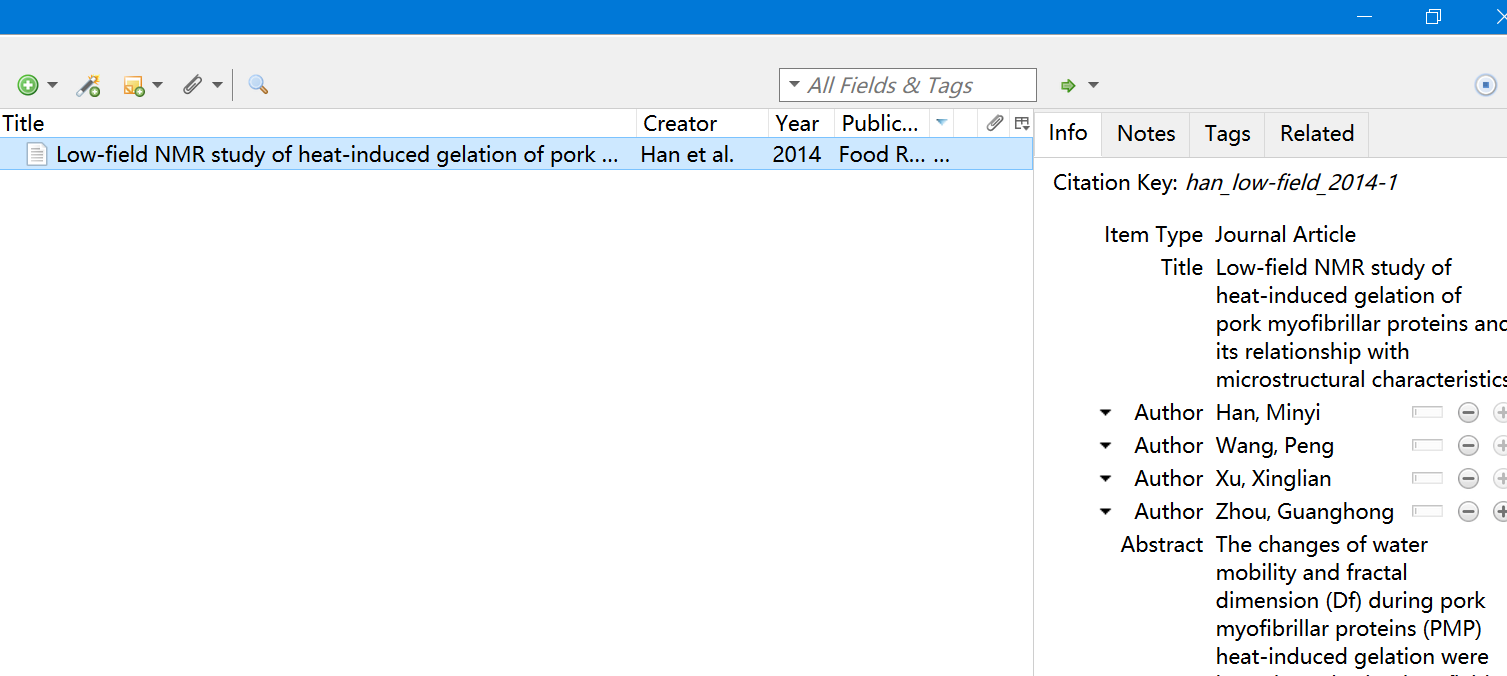 All Fields & Tags
Title Creator Year Public...
Low-field NMR study of heat-induced gelation of pork ... Han et al. 2014 Food R... ...
Info Notes Tags Related
Citation Key: han_low-field_2014-1
Item Type Journal Article
Title Low-field NMR study of
heat-induced gelation of
pork myofibrillar proteins and
its relationship with
microstructural characteristics
Author Han, Minyi
Author Wang, Peng
Author Xu, Xinglian
Author Zhou, Guanghong
Abstract The changes of water
mobility and fractal
dimension (Df) during pork
myofibrillar proteins (PMP)
heat-induced gelation were